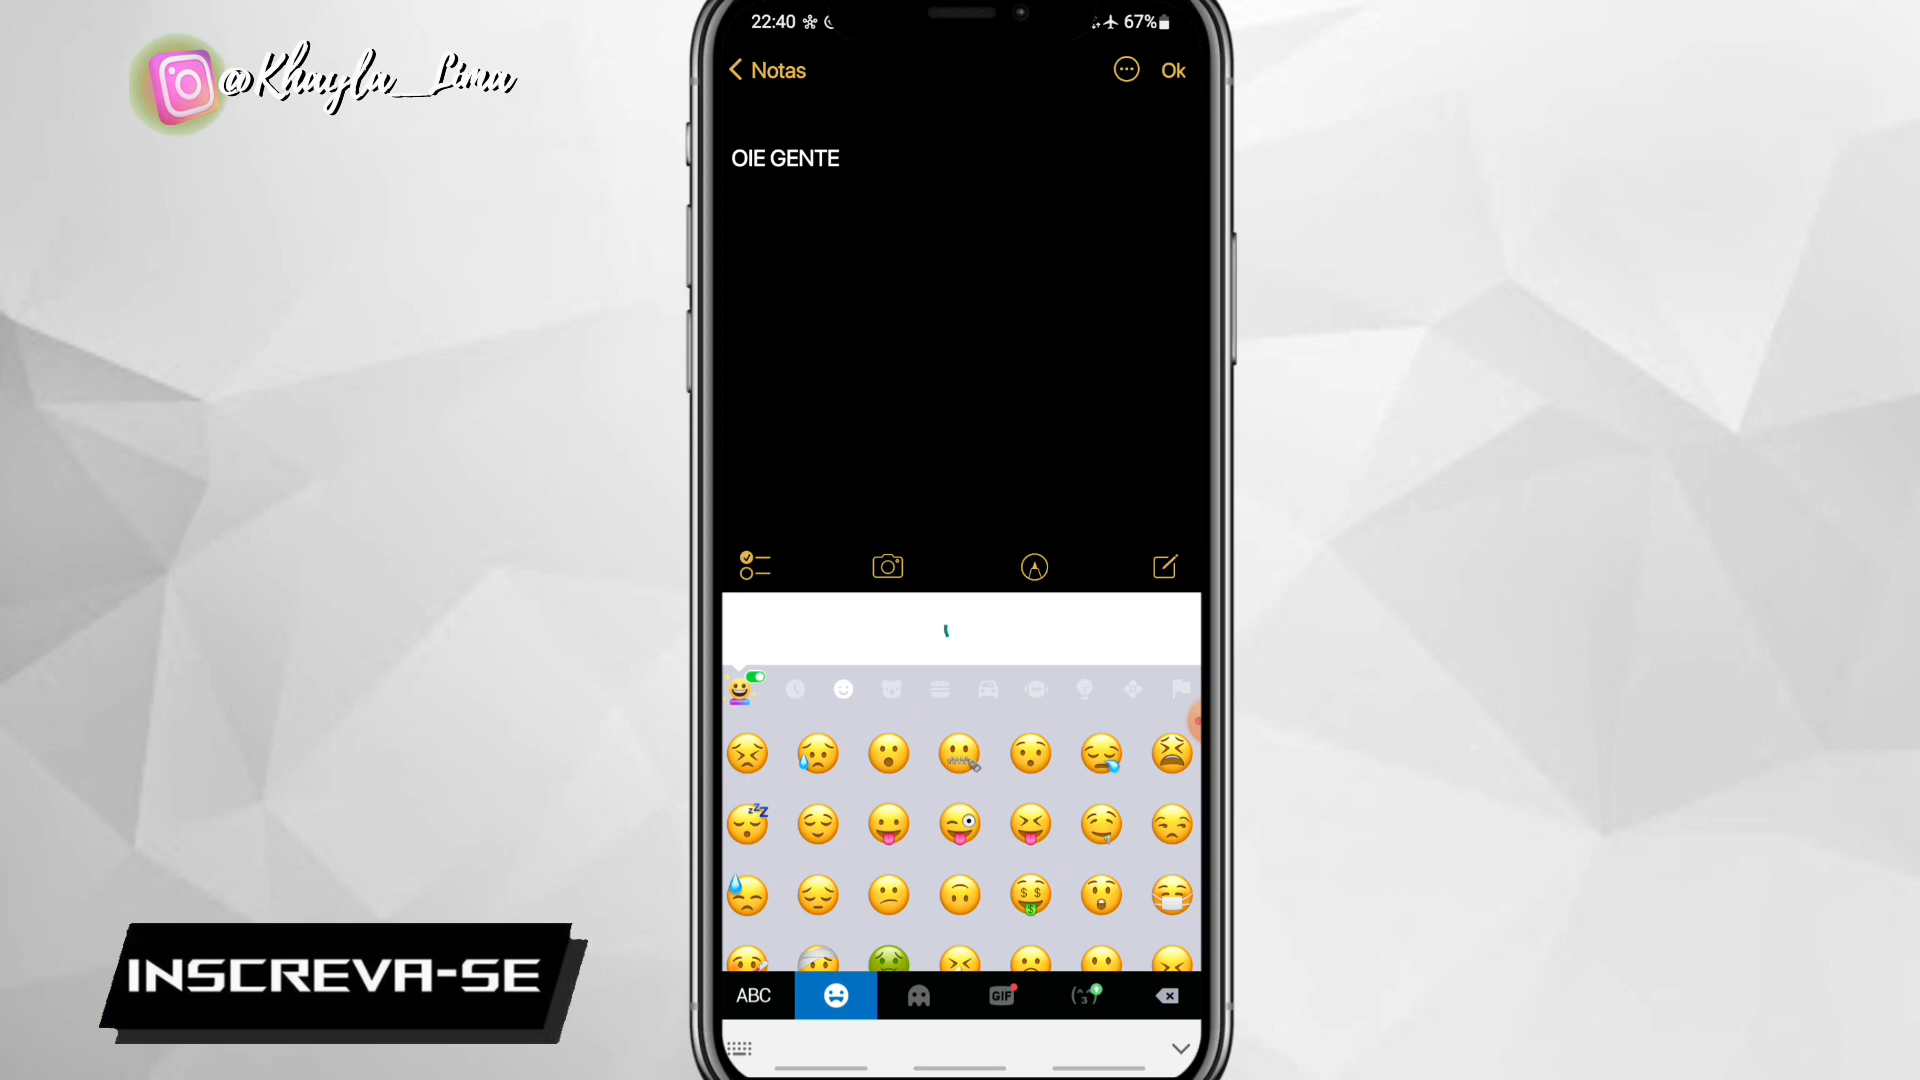 22:40
67%
@Khayla_Lima
Notas
Ok
OIE GENTE
INSCREVA-SE
ABC
GIF